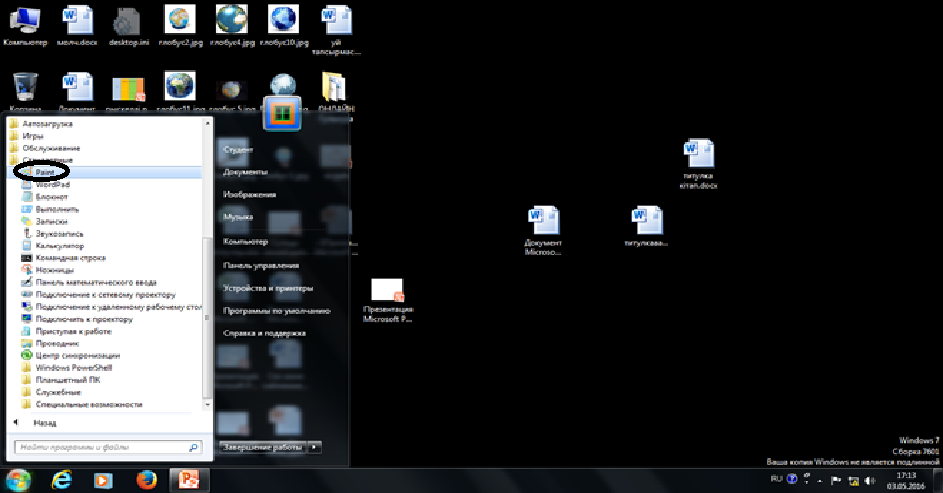 Компьютер
молч.docx
desktop.ini
г.глобус2.jpg
г.глобус4.jpg
г.глобус10.jpg
уй тапсырмас...
Корзина
Документ
г.глобус11.jpg
г.глобус 5.jpg
ОНЛАЙН
Автозагрузка
Игры
Обслуживание
Стандартные
Paint
WordPad
Блокнот
Выполнить
Записки
Звукозапись
Калькулятор
Командная строка
Ножницы
Панель математического ввода
Подключение к сетевому проектору
Подключение к удаленному рабочему стол
Подключить к проектору
Приступая к работе
Проводник
Центр синхронизации
Windows PowerShell
Планшетный ПК
Служебные
Специальные возможности
Назад
Найти программы и файлы
Студент
Документы
Изображения
Музыка
Компьютер
Панель управления
Устройства и принтеры
Программы по умолчанию
Справка и поддержка
Завершение работы
титулка
ктап.docx
Документ
Microso...
титулкава...
Презентация
Microsoft P...
Windows 7
Сборка 7601
Ваша копия Windows не является подлинной
RU
17:13
03.05.2016